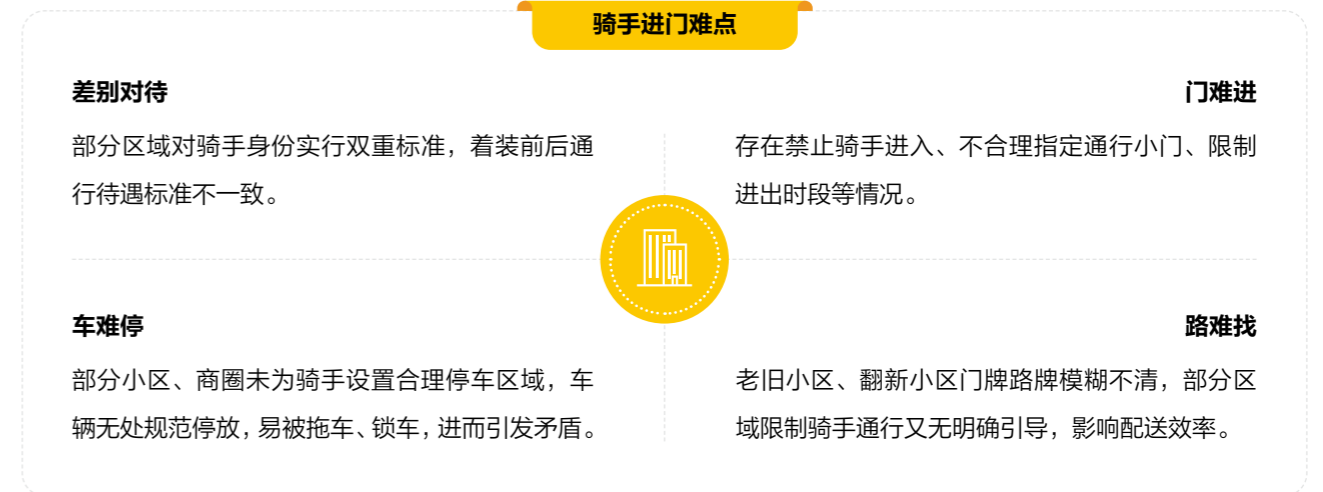 骑手进门难点
差别对待
部分区域对骑手身份实行双重标准，着装前后通
行待遇标准不一致。
门难进
存在禁止骑手进入、不合理指定通行小门、限制
进出时段等情况。
车难停
部分小区、商圈未为骑手设置合理停车区域，车
辆无处规范停放，易被拖车、锁车，进而引发矛盾。
路难找
老旧小区、翻新小区门牌路牌模糊不清，部分区
域限制骑手通行又无明确引导，影响配送效率。